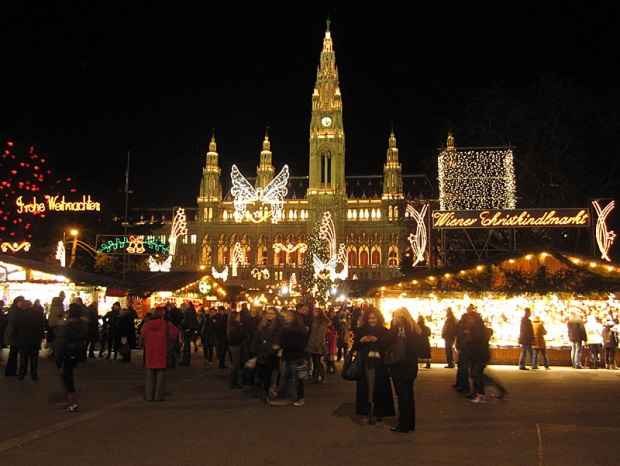 Frohe Weihnachten
Wiener Christkindlmarkt